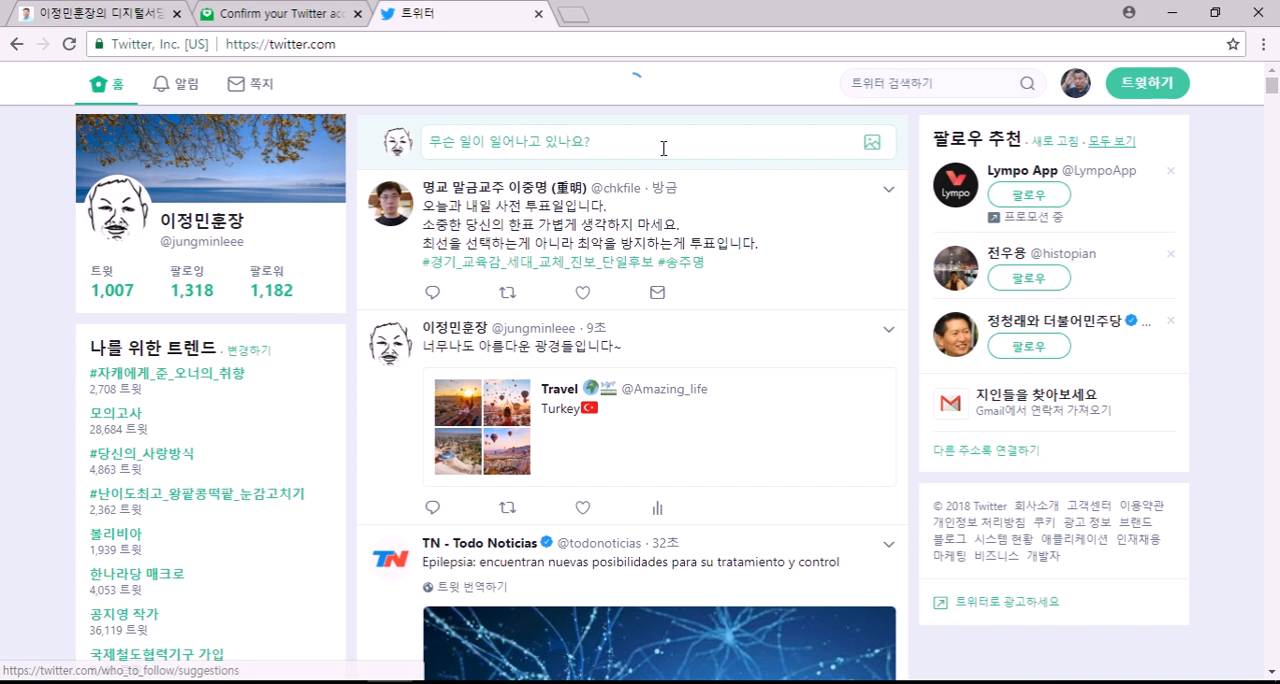 이정민훈장의 디지털서당
Confirm your Twitter acc
트위터
Twitter, Inc. [US]
https://twitter.com
홈
알림
쪽지
트위터 검색하기
트윗하기
이정민훈장
@jungminleee
트윗 팔로잉 팔로워
1,007 1,318 1,182
나를 위한 트렌드 · 변경하기
#자캐에게_준_오너의_취향
2,708 트윗
모의고사
28,684 트윗
#당신의_사랑방식
4,863 트윗
#난이도최고_왕팥콩떡팥_눈감고치기
2,362 트윗
볼리비아
1,939 트윗
한나라당 매크로
4,053 트윗
공지영 작가
36,119 트윗
국제철도협력기구 가입
https://twitter.com/who_to_follow/suggestions
무슨 일이 일어나고 있나요?
명교 말금교주 이중명 (重明) @chkfile · 방금
오늘과 내일 사전 투표일입니다.
소중한 당신의 한표 가볍게 생각하지 마세요.
최선을 선택하는게 아니라 최악을 방지하는게 투표입니다.
#경기_교육감_세대_교체_진보_단일후보 #송주명
이정민훈장 @jungminleee · 9초
너무나도 아름다운 광경들입니다~
Travel @Amazing_life
Turkey
TN - Todo Noticias @todonoticias · 32초
Epilepsia: encuentran nuevas posibilidades para su tratamiento y control
트윗 번역하기
TN
팔로우 추천 · 새로 고침 · 모두 보기
Lympo
Lympo App @LympoApp
팔로우
프로모션 중
전우용 @histopian
팔로우
정청래와 더불어민주당 ...
팔로우
지인들을 찾아보세요
Gmail에서 연락처 가져오기
다른 주소록 연결하기
© 2018 Twitter 회사소개 고객센터 이용약관
개인정보 처리방침 쿠키 광고 정보 브랜드
블로그 시스템 현황 애플리케이션 인재채용
마케팅 비즈니스 개발자
트위터로 광고하세요